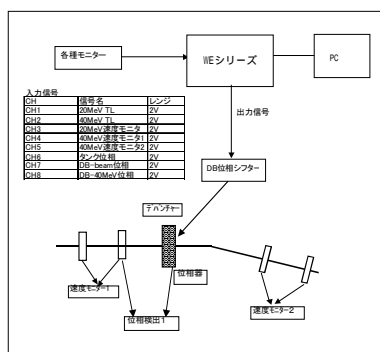 各種モニター
WEシリーズ
PC
入力信号
CH 信号名 レンジ
CH1 20MeV TL 2V
CH2 40MeV TL 2V
CH3 20MeV速度モニタ 2V
CH4 40MeV速度モニタ1 2V
CH5 40MeV速度モニタ2 2V
CH6 タンク位相 2V
CH7 DB-beam位相 2V
CH8 DB-40MeV位相 2V
出力信号
DB位相シフター
デバンチャー
位相器
速度モニター1
位相検出1
速度モニター2